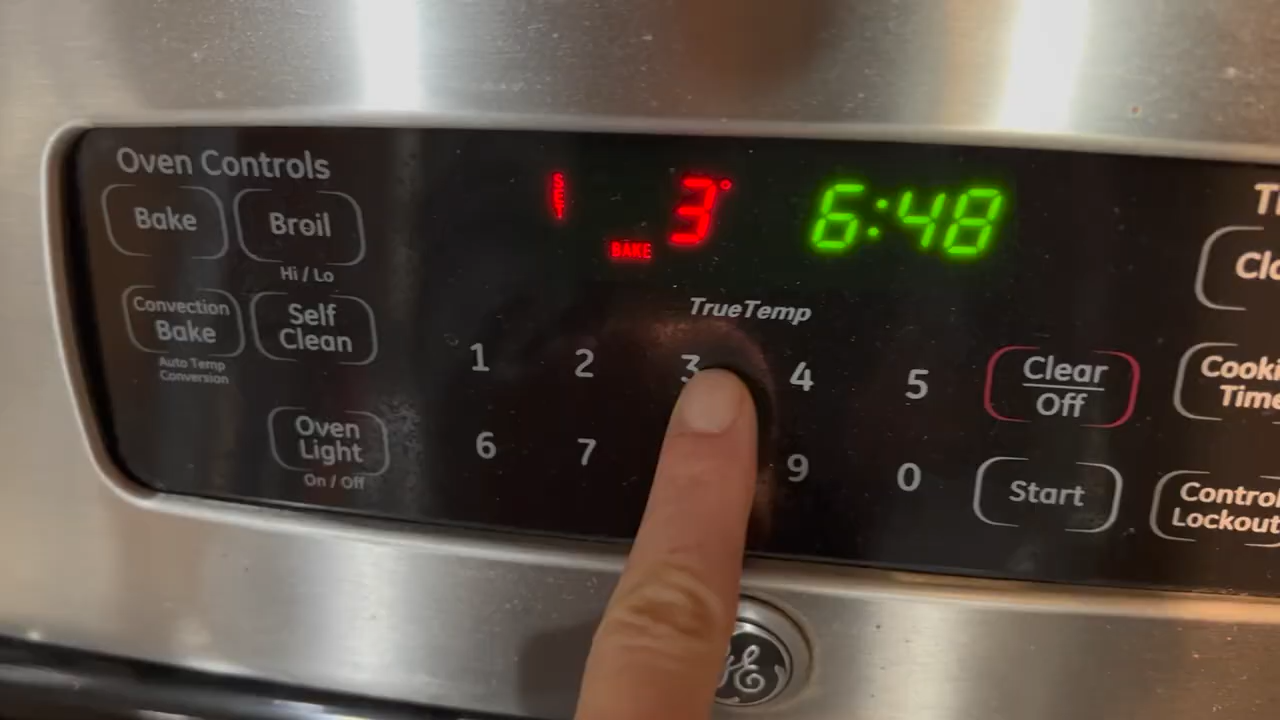 Oven Controls
Bake
Broil
Hi / Lo
Convection
Bake
Auto Temp
Conversion
Self
Clean
Oven
Light
On / Off
3°
BAKE
6:48
TrueTemp
1 2 3 4 5
6 7 9 0
Clear
Off
Start
Control
Lockout
GE